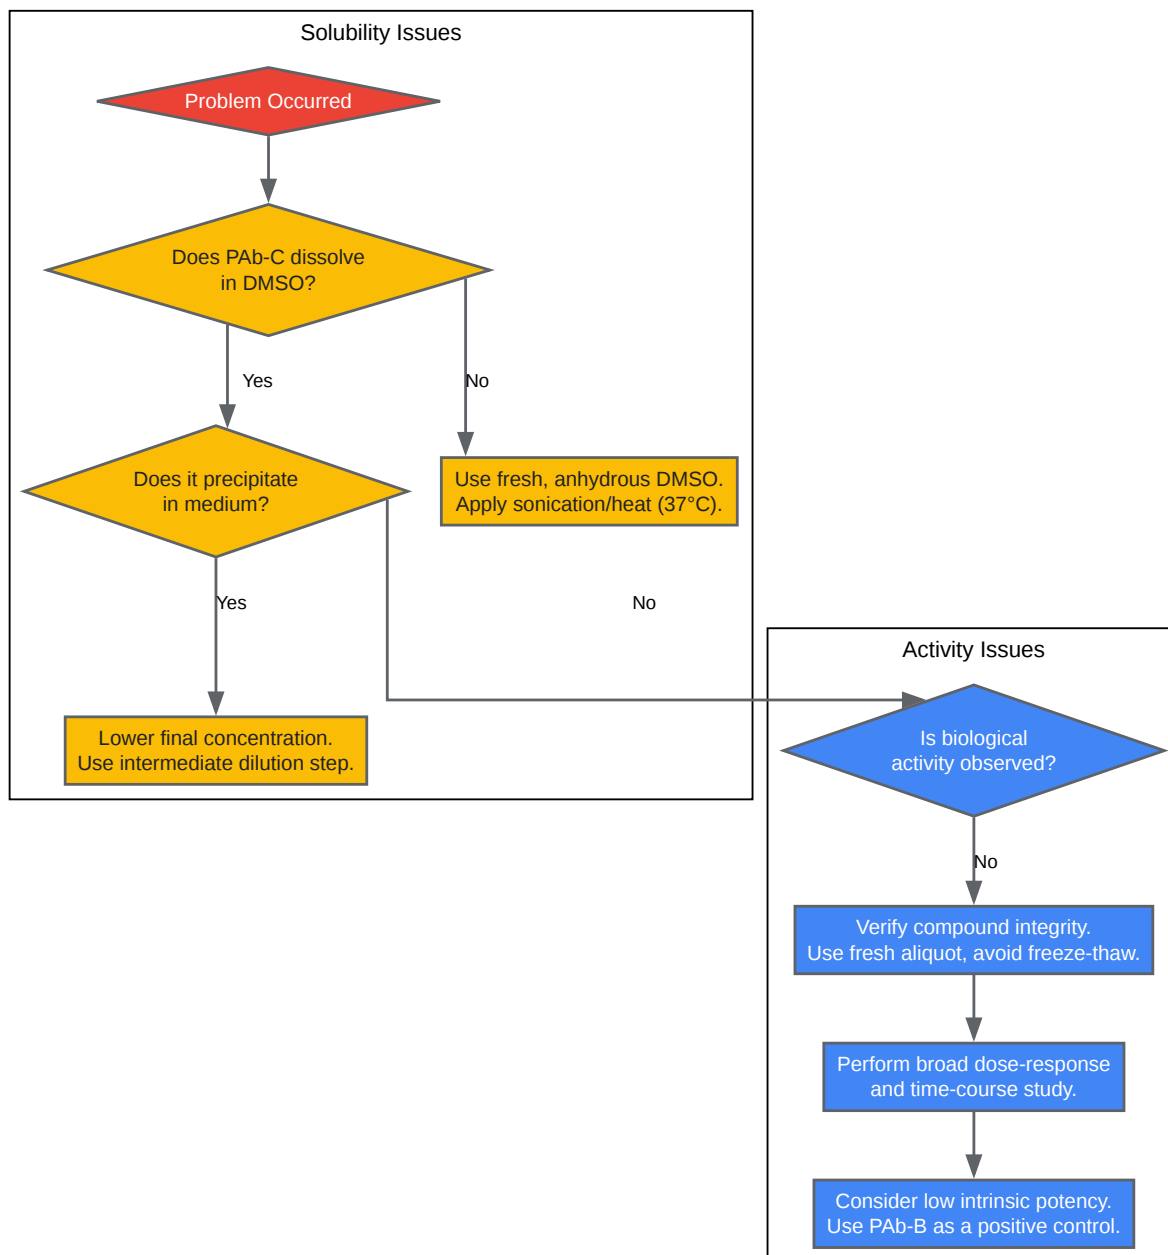 Solubility Issues
Problem Occurred
Does PAb-C dissolve
in DMSO?
Yes
No
Does it precipitate
in medium?
Use fresh, anhydrous DMSO.
Apply sonication/heat (37°C).
Yes
No
Lower final concentration.
Use intermediate dilution step.
Activity Issues
Is biological
activity observed?
No
Verify compound integrity.
Use fresh aliquot, avoid freeze-thaw.
Perform broad dose-response
and time-course study.
Consider low intrinsic potency.
Use PAb-B as a positive control.